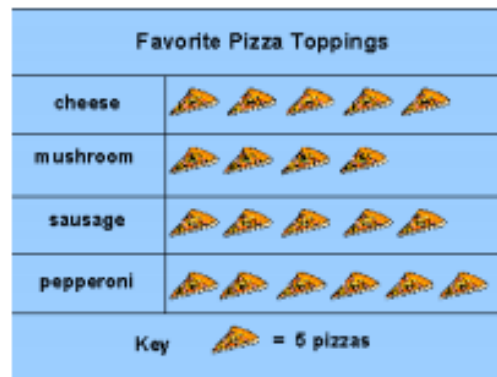 Favorite Pizza Toppings
cheese
mushroom
sausage
pepperoni
Key = 5 pizzas